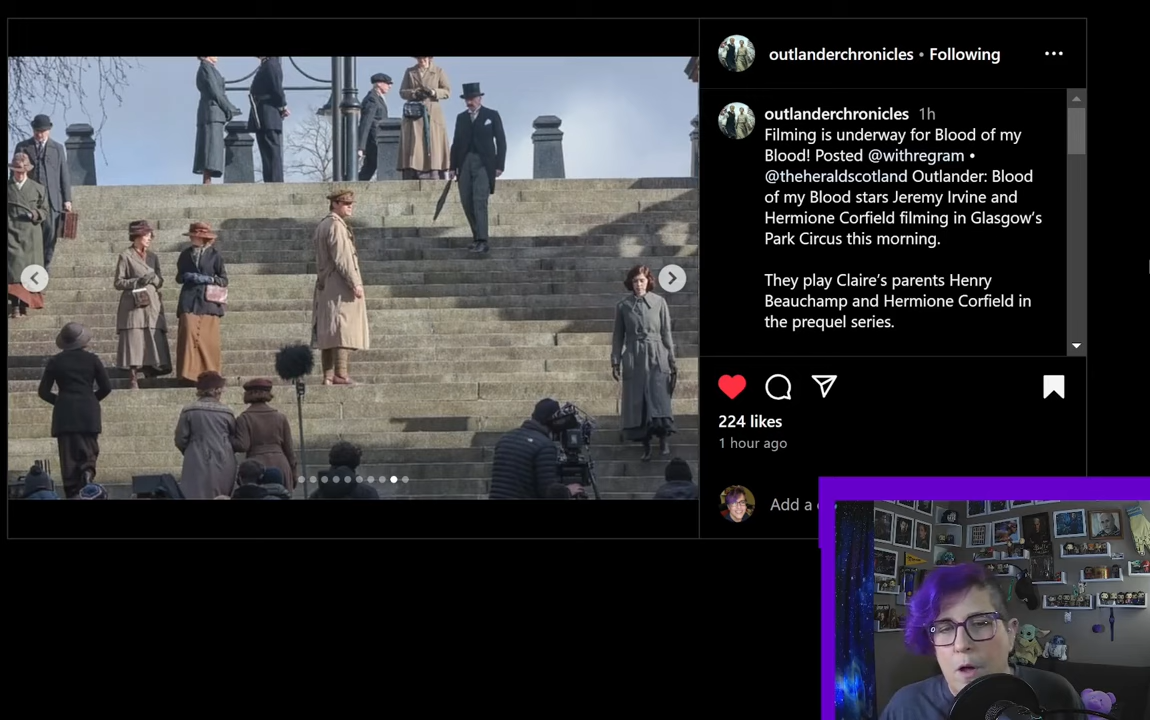 outlanderchronicles • Following
outlanderchronicles 1h
Filming is underway for Blood of my
Blood! Posted @withregram •
@theheraldscotland Outlander: Blood
of my Blood stars Jeremy Irvine and
Hermione Corfield filming in Glasgow’s
Park Circus this morning.
They play Claire’s parents Henry
Beauchamp and Hermione Corfield in
the prequel series.
224 likes
1 hour ago
Add a